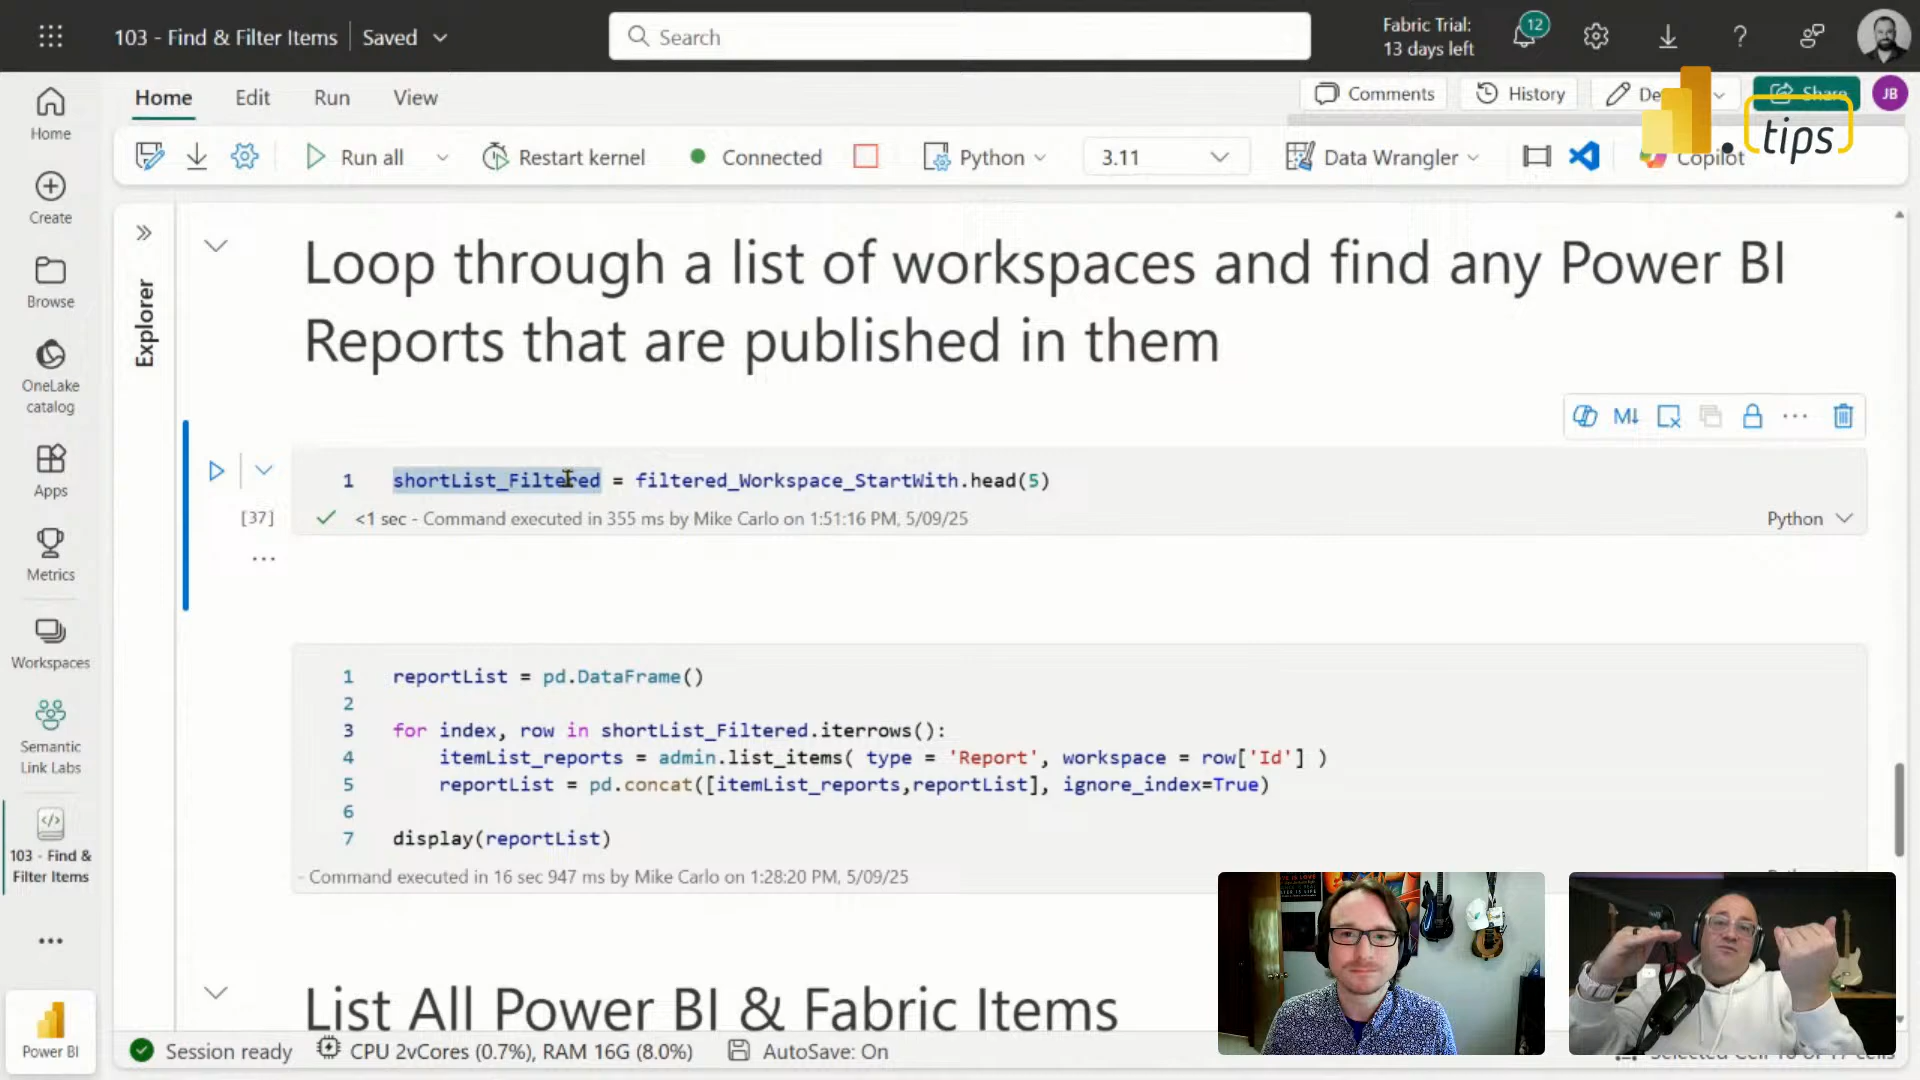 103 - Find & Filter Items
Saved
Search
Fabric Trial:
13 days left
12
Home
Edit
Run
View
Comments
History
Share
JB
tips
Run all
Restart kernel
Connected
Python
3.11
Data Wrangler
Copilot
Home
Create
Browse
OneLake
catalog
Apps
Metrics
Workspaces
Semantic
Link Labs
103 - Find &
Filter Items
Power BI
Explorer
Loop through a list of workspaces and find any Power BI
Reports that are published in them
M↓
1 shortList_Filtered = filtered_Workspace_StartWith.head(5)
[37]
<1 sec - Command executed in 355 ms by Mike Carlo on 1:51:16 PM, 5/09/25
Python
1 reportList = pd.DataFrame()
2
3 for index, row in shortList_Filtered.iterrows():
4 itemList_reports = admin.list_items( type = 'Report', workspace = row['Id'] )
5 reportList = pd.concat([itemList_reports,reportList], ignore_index=True)
6
7 display(reportList)
- Command executed in 16 sec 947 ms by Mike Carlo on 1:28:20 PM, 5/09/25
List All Power BI & Fabric Items
Session ready
CPU 2vCores (0.7%), RAM 16G (8.0%)
AutoSave: On